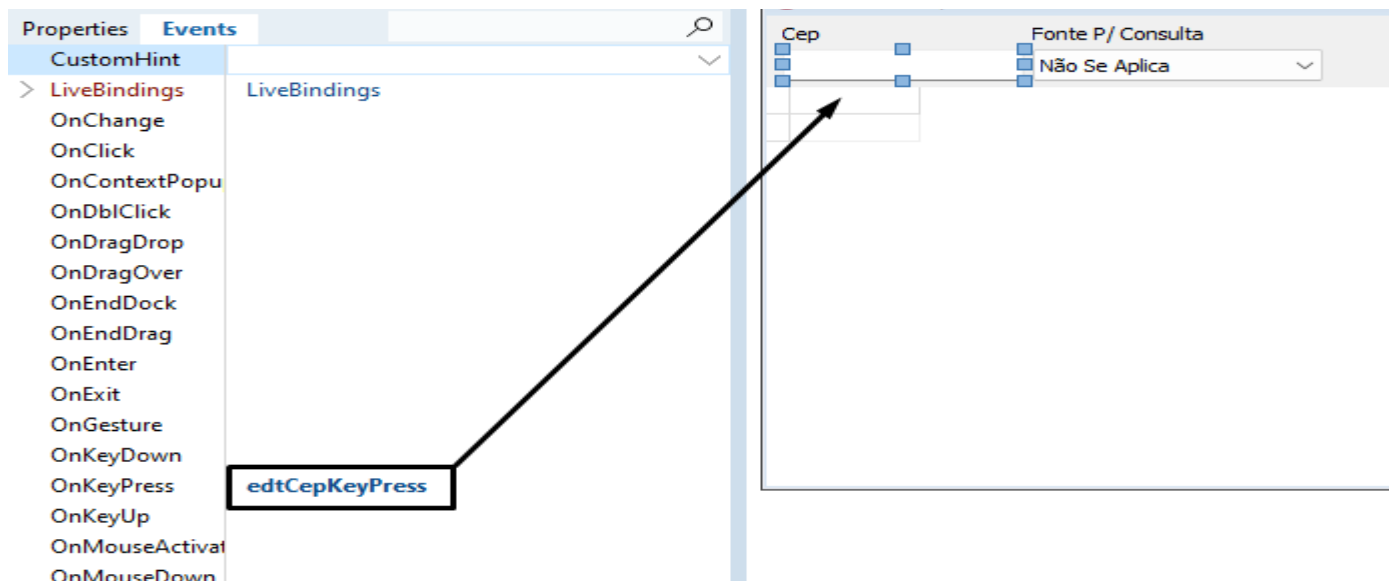 Properties Events
CustomHint
LiveBindings LiveBindings
OnChange
OnClick
OnContextPopu
OnDblClick
OnDragDrop
OnDragOver
OnEndDock
OnEndDrag
OnEnter
OnExit
OnGesture
OnKeyDown
OnKeyPress edtCepKeyPress
OnKeyUp
OnMouseActivat
OnMouseDown
Cep Fonte P/ Consulta
Não Se Aplica